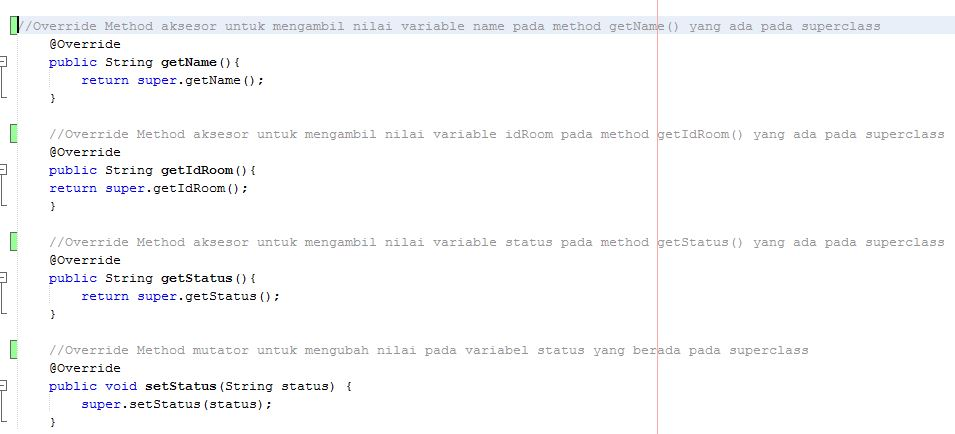 //Override Method aksesor untuk mengambil nilai variable name pada method getName() yang ada pada superclass
@Override
public String getName(){
return super.getName();
}
//Override Method aksesor untuk mengambil nilai variable idRoom pada method getIdRoom() yang ada pada superclass
@Override
public String getIdRoom(){
return super.getIdRoom();
}
//Override Method aksesor untuk mengambil nilai variable status pada method getStatus() yang ada pada superclass
@Override
public String getStatus(){
return super.getStatus();
}
//Override Method mutator untuk mengubah nilai pada variabel status yang berada pada superclass
@Override
public void setStatus(String status) {
super.setStatus(status);
}